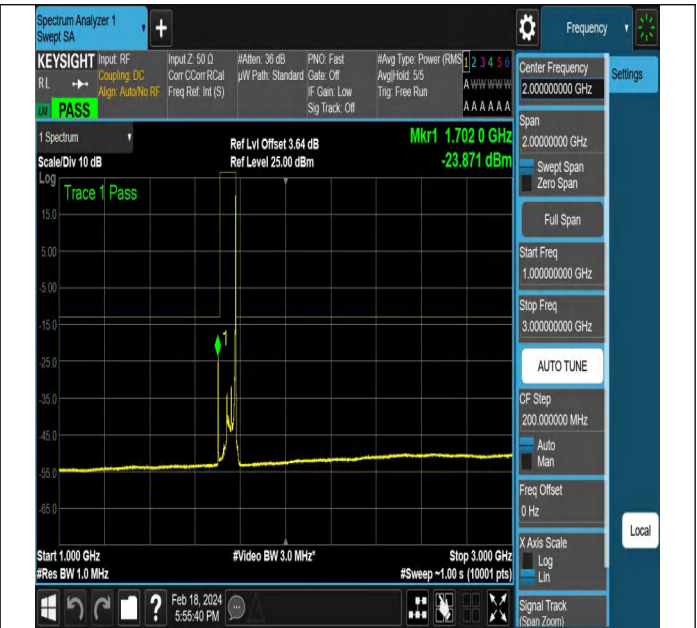 Spectrum Analyzer 1
Swept SA
Frequency
KEYSIGHT
RL
LXI
PASS
Input: RF
Coupling: DC
Align: Auto/No RF
Input Z: 50 Ω
Corr CCorr RCal
Freq Ref: Int (S)
#Atten: 36 dB
µW Path: Standard
PNO: Fast
Gate: Off
IF Gain: Low
Sig Track: Off
#Avg Type: Power (RMS
Avg|Hold: 5/5
Trig: Free Run
1 2 3 4 5 6
A W W W W W
A A A A A A
1 Spectrum
Scale/Div 10 dB
Log
Ref Lvl Offset 3.64 dB
Ref Level 25.00 dBm
Mkr1 1.702 0 GHz
-23.871 dBm
Trace 1 Pass
15.0
5.00
-5.00
-15.0
1
-25.0
-35.0
-45.0
-55.0
-65.0
Start 1.000 GHz
#Res BW 1.0 MHz
#Video BW 3.0 MHz*
Stop 3.000 GHz
#Sweep ~1.00 s (10001 pts)
Feb 18, 2024
5:55:40 PM
?
Center Frequency
2.000000000 GHz
Settings
Span
2.00000000 GHz
Swept Span
Zero Span
Full Span
Start Freq
1.000000000 GHz
Stop Freq
3.000000000 GHz
AUTO TUNE
CF Step
200.000000 MHz
Auto
Man
Freq Offset
0 Hz
X Axis Scale
Log
Lin
Local
Signal Track
(Span Zoom)